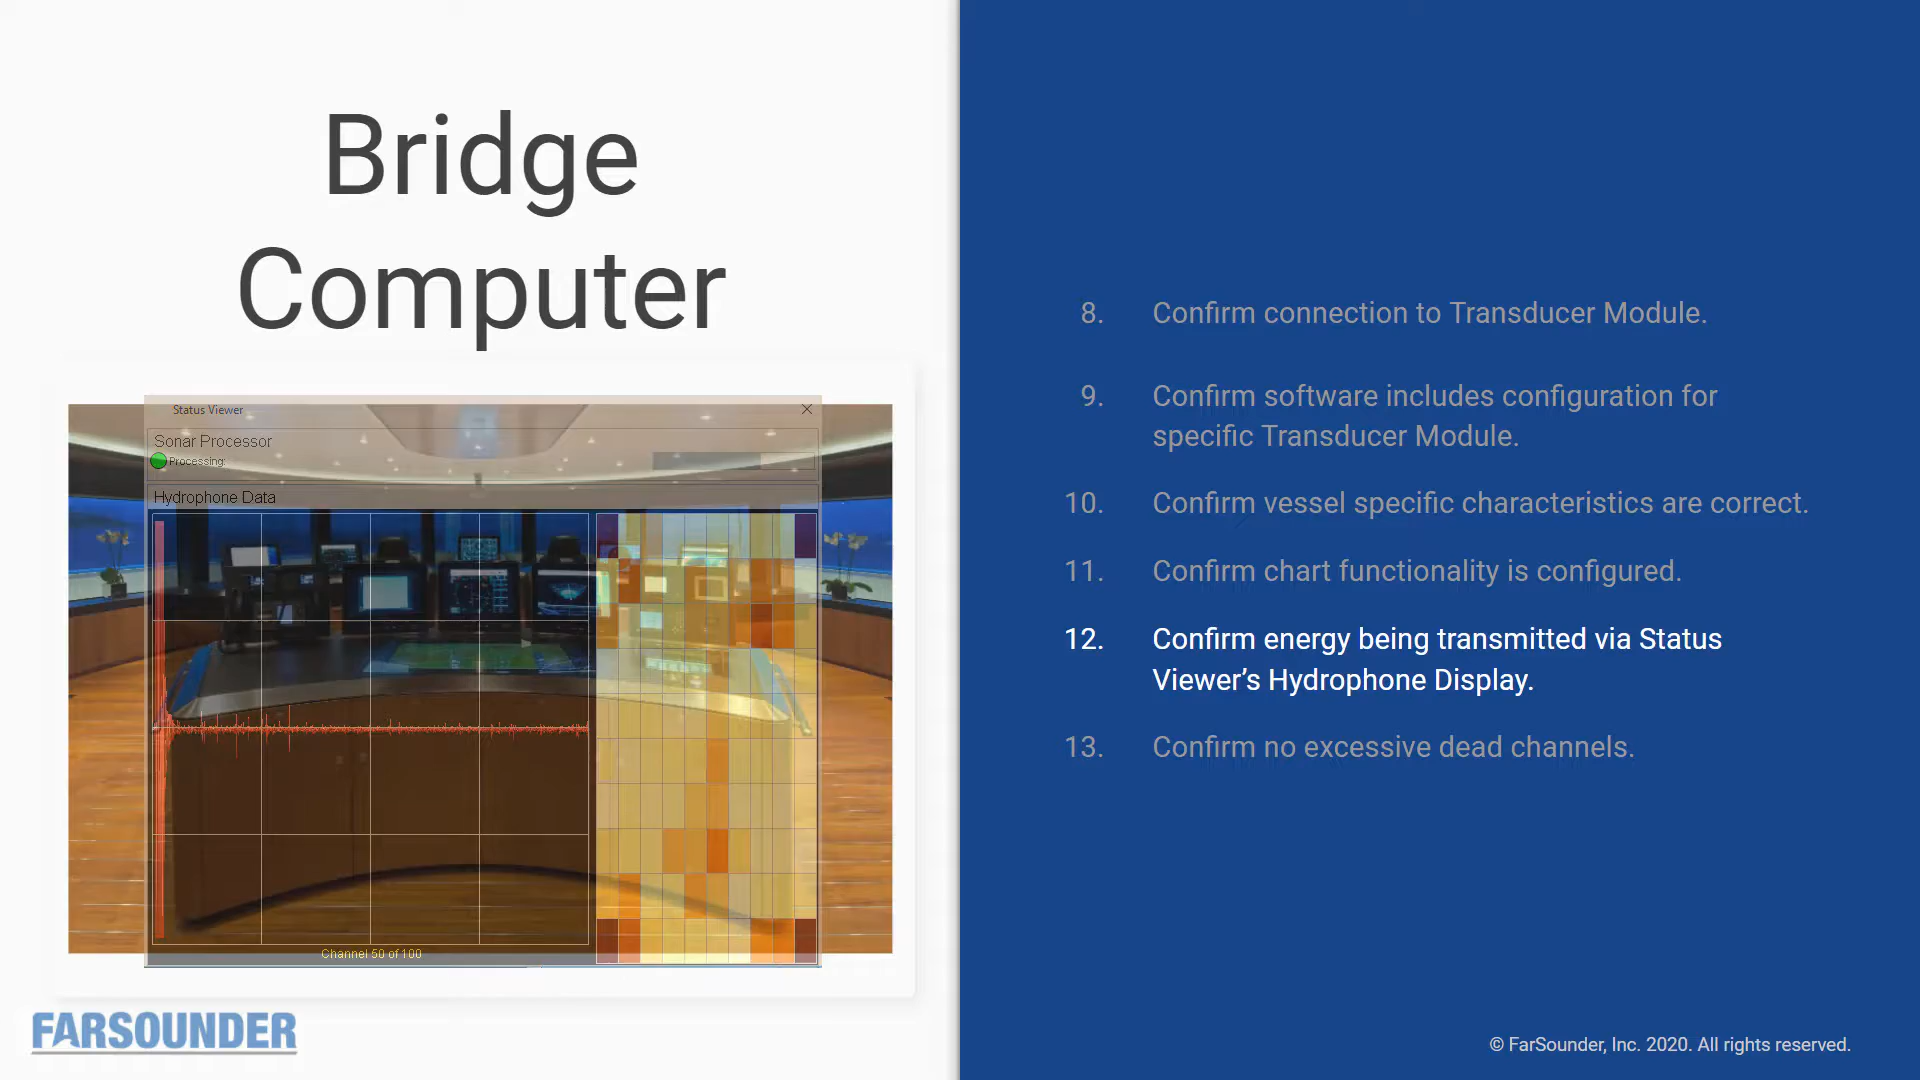 Bridge
Computer
Status Viewer
Sonar Processor
Processing:
Hydrophone Data
Channel 50 of 100
FARSOUNDER
8. Confirm connection to Transducer Module.
9. Confirm software includes configuration for
specific Transducer Module.
10. Confirm vessel specific characteristics are correct.
11. Confirm chart functionality is configured.
12. Confirm energy being transmitted via Status
Viewer’s Hydrophone Display.
13. Confirm no excessive dead channels.
© FarSounder, Inc. 2020. All rights reserved.